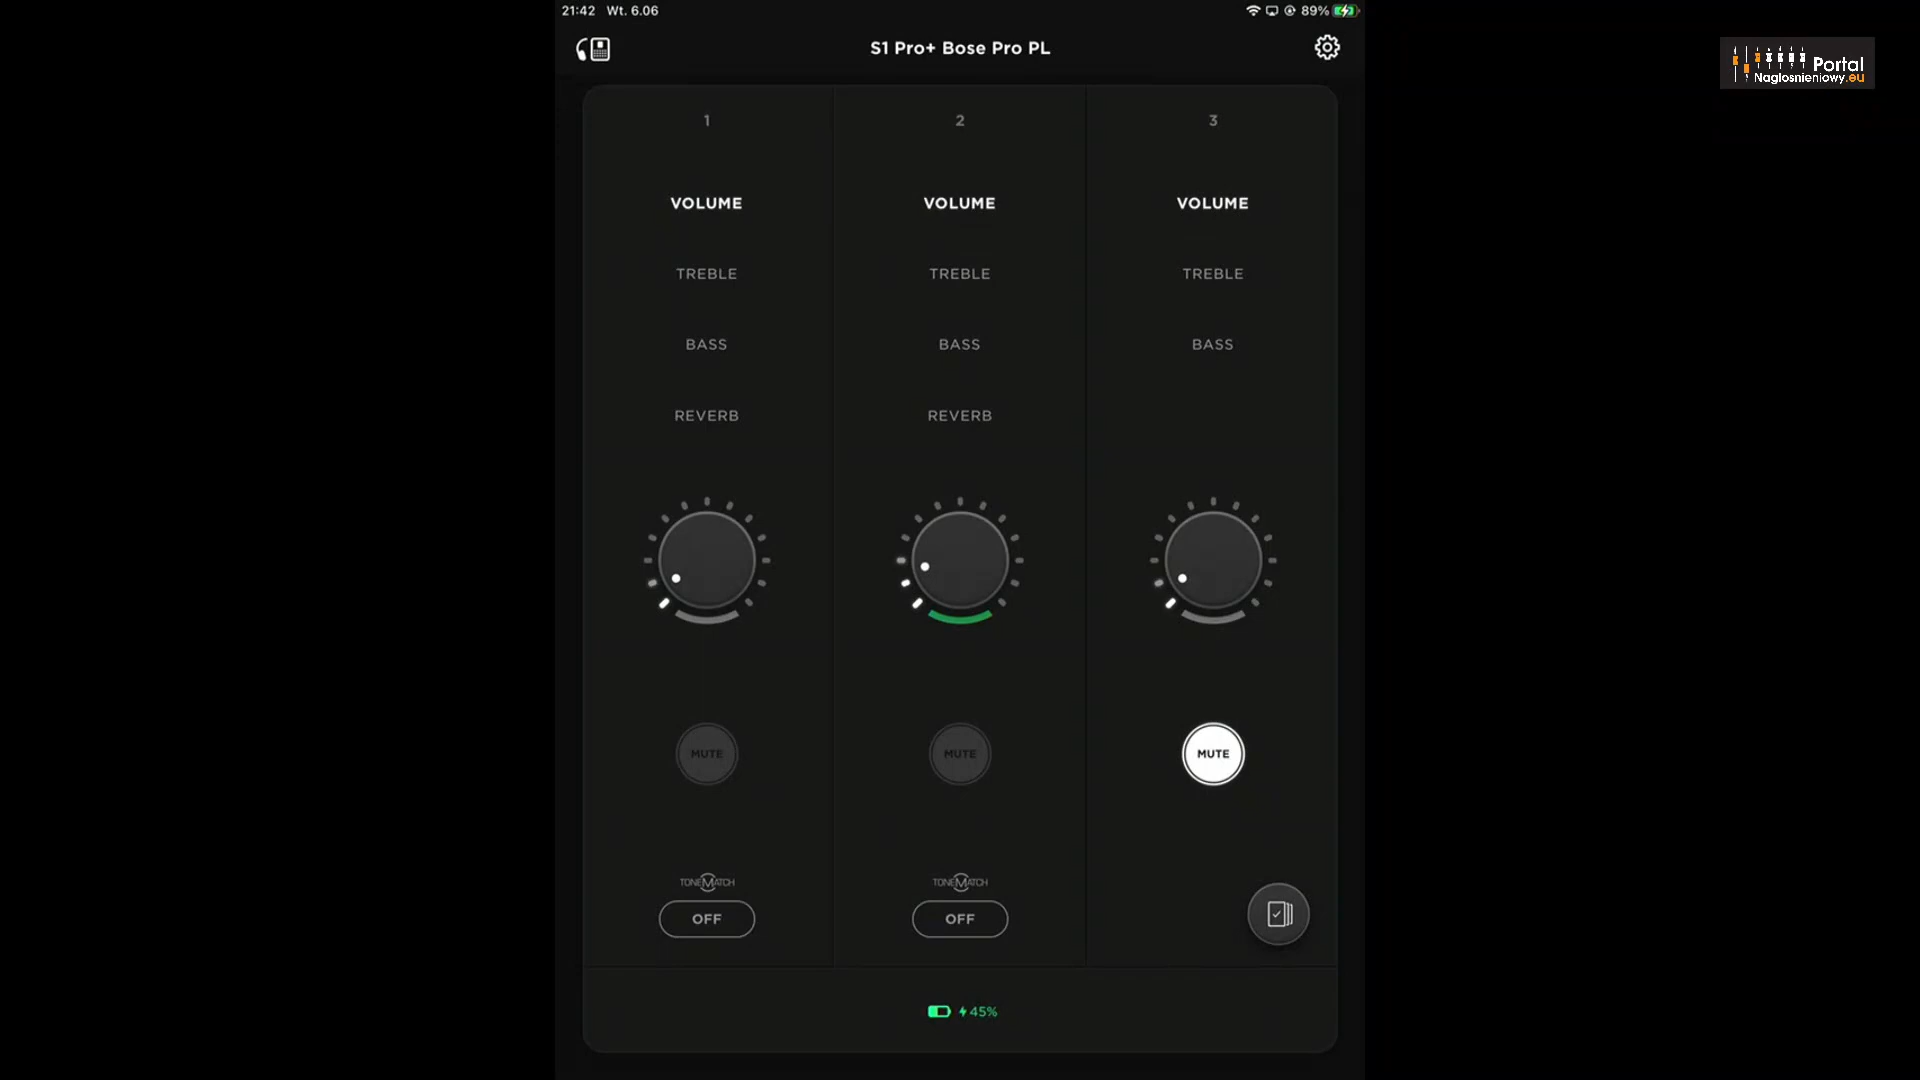 21:42 Wt. 6.06
89%
S1 Pro+ Bose Pro PL
Portal
Naglosnieniowy.eu
1 2 3
VOLUME VOLUME VOLUME
TREBLE TREBLE TREBLE
BASS BASS BASS
REVERB REVERB
MUTE MUTE MUTE
TONEMATCH TONEMATCH
OFF OFF
45%